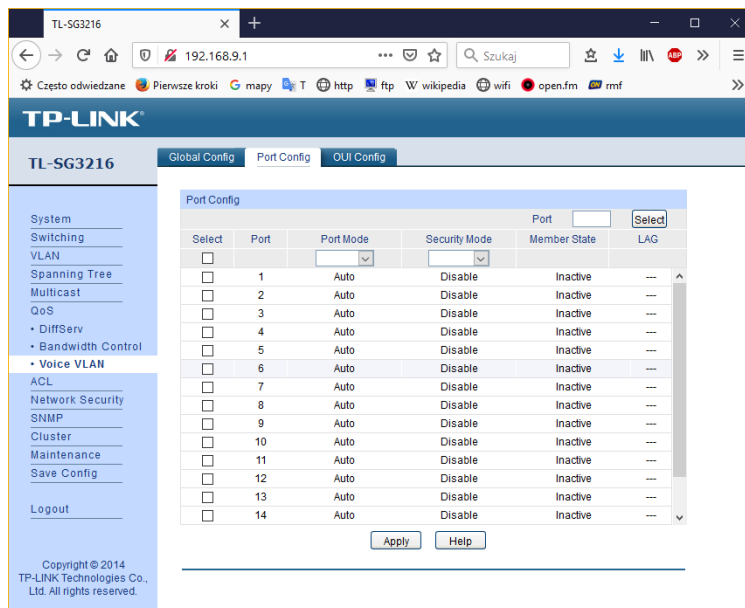 TL-SG3216
192.168.9.1
Szukaj
ABP
Często odwiedzane Pierwsze kroki mapy T http ftp wikipedia wifi open.fm rmf
TP-LINK
TL-SG3216
Global Config Port Config OUI Config
System
Switching
VLAN
Spanning Tree
Multicast
QoS
• DiffServ
• Bandwidth Control
• Voice VLAN
ACL
Network Security
SNMP
Cluster
Maintenance
Save Config
Logout
Copyright © 2014
TP-LINK Technologies Co.,
Ltd. All rights reserved.
Port Config
Port Select
Select Port Port Mode Security Mode Member State LAG
1 Auto Disable Inactive ---
2 Auto Disable Inactive ---
3 Auto Disable Inactive ---
4 Auto Disable Inactive ---
5 Auto Disable Inactive ---
6 Auto Disable Inactive ---
7 Auto Disable Inactive ---
8 Auto Disable Inactive ---
9 Auto Disable Inactive ---
10 Auto Disable Inactive ---
11 Auto Disable Inactive ---
12 Auto Disable Inactive ---
13 Auto Disable Inactive ---
14 Auto Disable Inactive ---
Apply Help